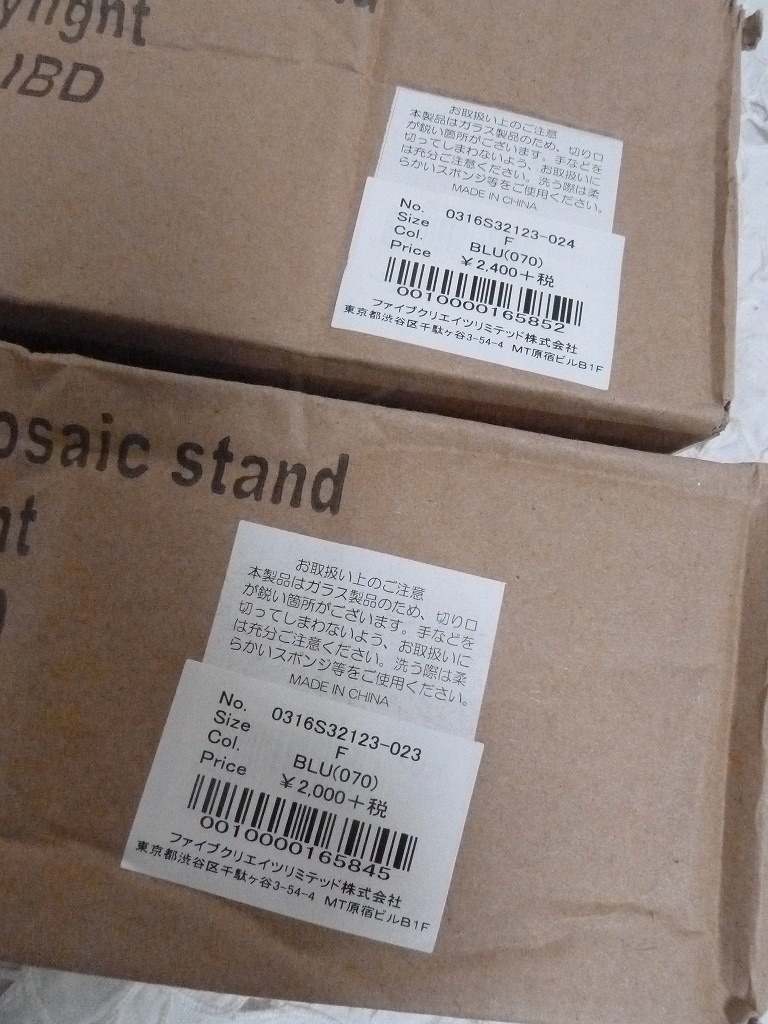 IBD
お取扱い上のご注意
本製品はガラス製品のため、切り口
が鋭い箇所がございます。手などを
切ってしまわないよう、お取扱いに
は充分ご注意ください。洗う際は柔
らかいスポンジ等をご使用ください。
MADE IN CHINA
No. 0316S32123-024
Size F
Col. BLU(070)
Price ￥2,400+税
0010000165852
ファイブクリエイツリミテッド株式会社
東京都渋谷区千駄ヶ谷3-54-4 MT原宿ビルB1F
osaic stand
お取扱い上のご注意
本製品はガラス製品のため、切り口
が鋭い箇所がございます。手などを
切ってしまわないよう、お取扱いに
は充分ご注意ください。洗う際は柔
らかいスポンジ等をご使用ください。
MADE IN CHINA
No. 0316S32123-023
Size F
Col. BLU(070)
Price ￥2,000+税
0010000165845
ファイブクリエイツリミテッド株式会社
東京都渋谷区千駄ヶ谷3-54-4 MT原宿ビルB1F